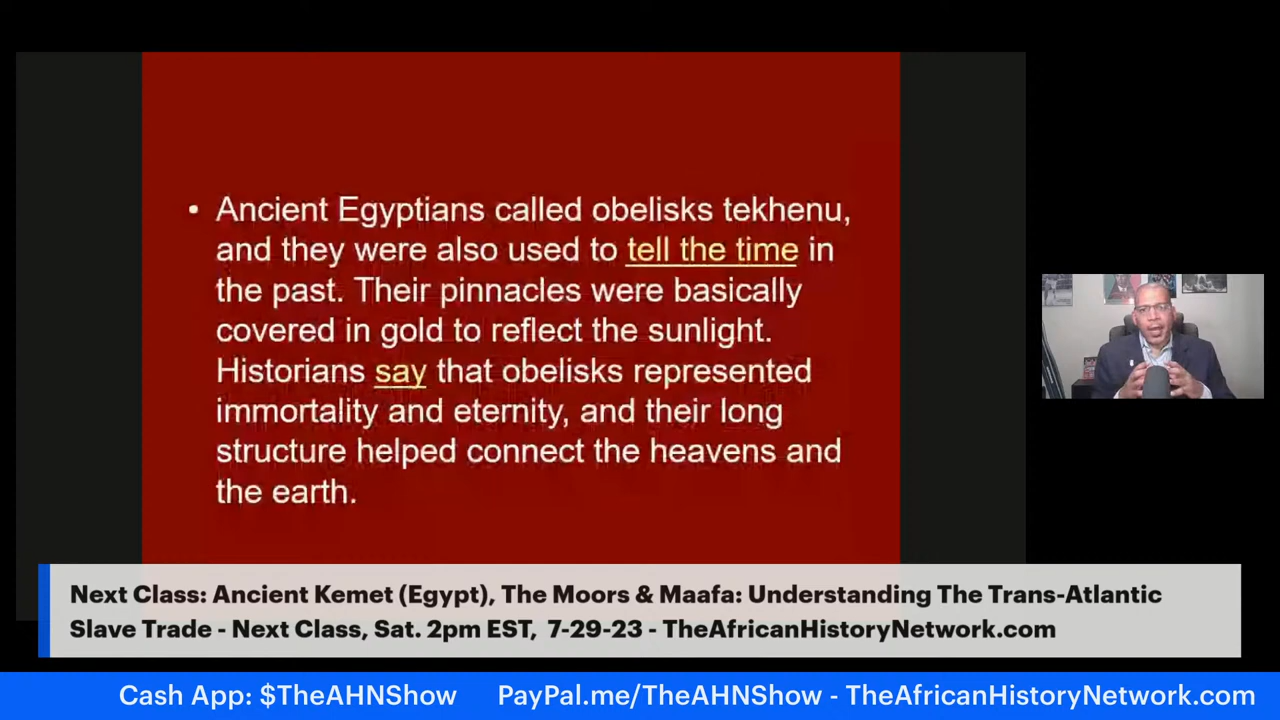 • Ancient Egyptians called obelisks tekhenu,
and they were also used to tell the time in
the past. Their pinnacles were basically
covered in gold to reflect the sunlight.
Historians say that obelisks represented
immortality and eternity, and their long
structure helped connect the heavens and
the earth.
Next Class: Ancient Kemet (Egypt), The Moors & Maafa: Understanding The Trans-Atlantic
Slave Trade - Next Class, Sat. 2pm EST, 7-29-23 - TheAfricanHistoryNetwork.com
Cash App: $TheAHNShow PayPal.me/TheAHNShow - TheAfricanHistoryNetwork.com